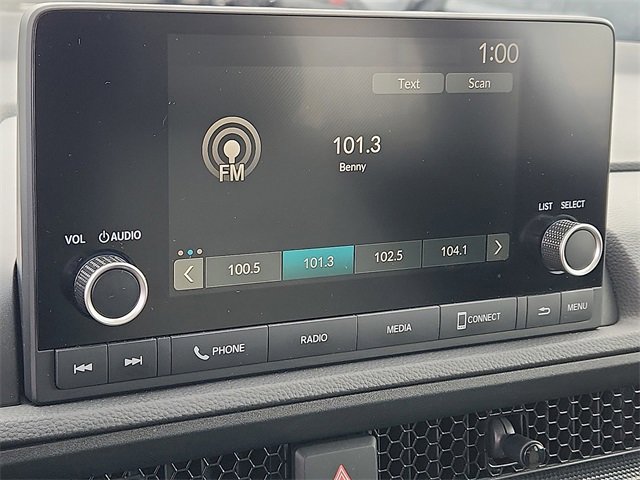 1:00
Text Scan
FM
101.3
Benny
VOL AUDIO
LIST SELECT
100.5 101.3 102.5 104.1
PHONE RADIO MEDIA CONNECT MENU